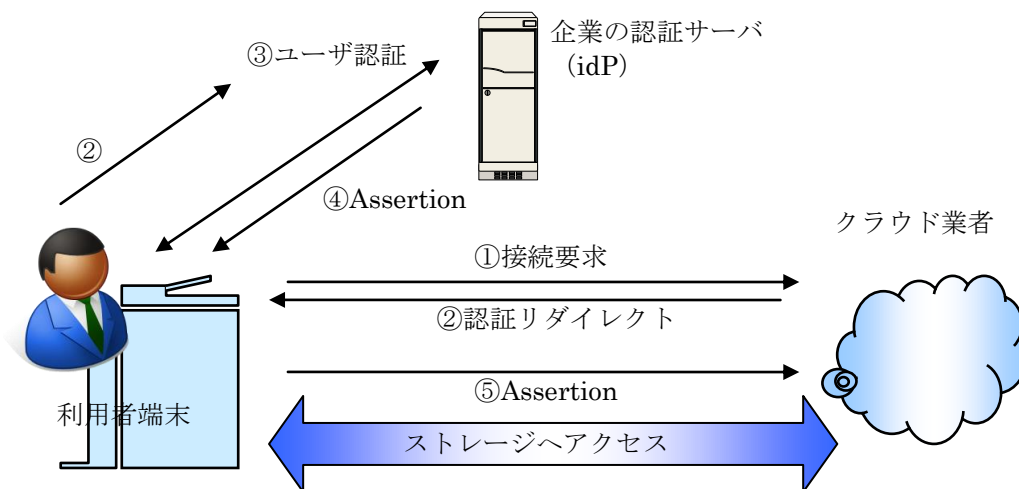 企業の認証サーバ
（idP）
③ユーザ認証
②
④Assertion
クラウド業者
①接続要求
②認証リダイレクト
⑤Assertion
利用者端末
ストレージへアクセス